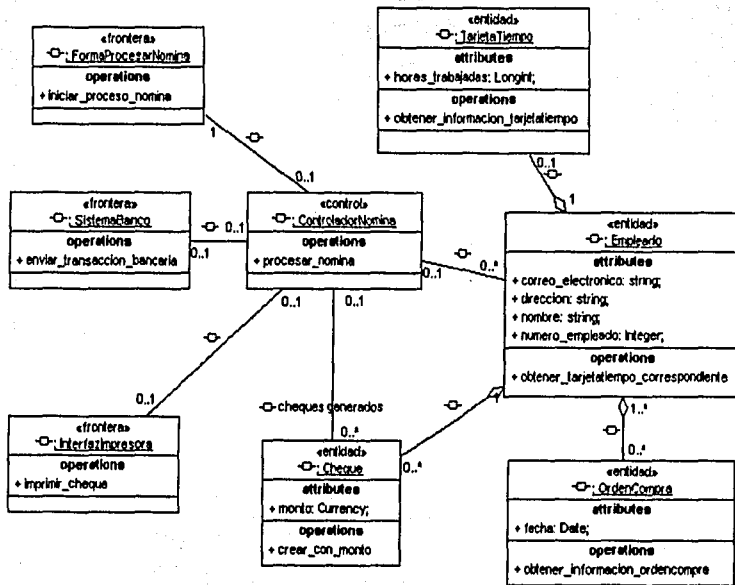 «frontera»
: FormaProcesarNomina
operations
+ iniciar_proceso_nomina
1
0..1
«entidad»
: TarjetaTiempo
attributes
+ horas_trabajadas: Longint;
operations
+ obtener_informacion_tarjetatiempo
0..1
1
«frontera»
: SistemaBanco
operations
+ enviar_transaccion_bancaria
0..1
0..1
«control»
: ControladorNomina
operations
+ procesar_nomina
0..1
0..*
0..1
0..1
«entidad»
: Empleado
attributes
+ correo_electronico: string;
+ direccion: string;
+ nombre: string;
+ numero_empleado: Integer;
operations
+ obtener_tarjetatiempo_correspondiente
1
1..*
0..1
«frontera»
: InterfazImpresora
operations
+ imprimir_cheque
cheques generados
0..*
0..*
«entidad»
: Cheque
attributes
+ monto: Currency;
operations
+ crear_con_monto
0..*
«entidad»
: OrdenCompra
attributes
+ fecha: Date;
operations
+ obtener_informacion_ordencompra